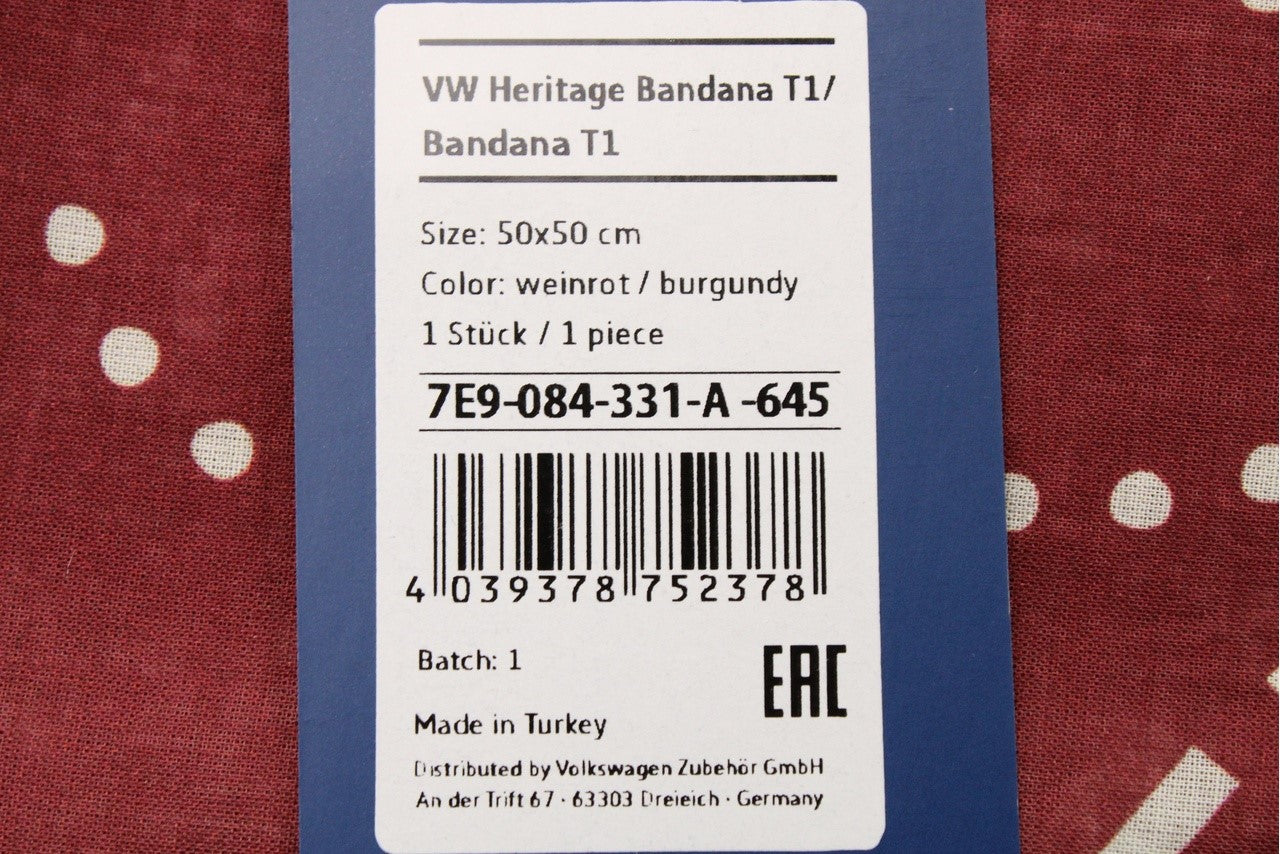 VW Heritage Bandana T1/
Bandana T1
Size: 50x50 cm
Color: weinrot / burgundy
1 Stück / 1 piece
7E9-084-331-A -645
4 039378 752378
Batch: 1
EAC
Made in Turkey
Distributed by Volkswagen Zubehör GmbH
An der Trift 67 · 63303 Dreieich · Germany